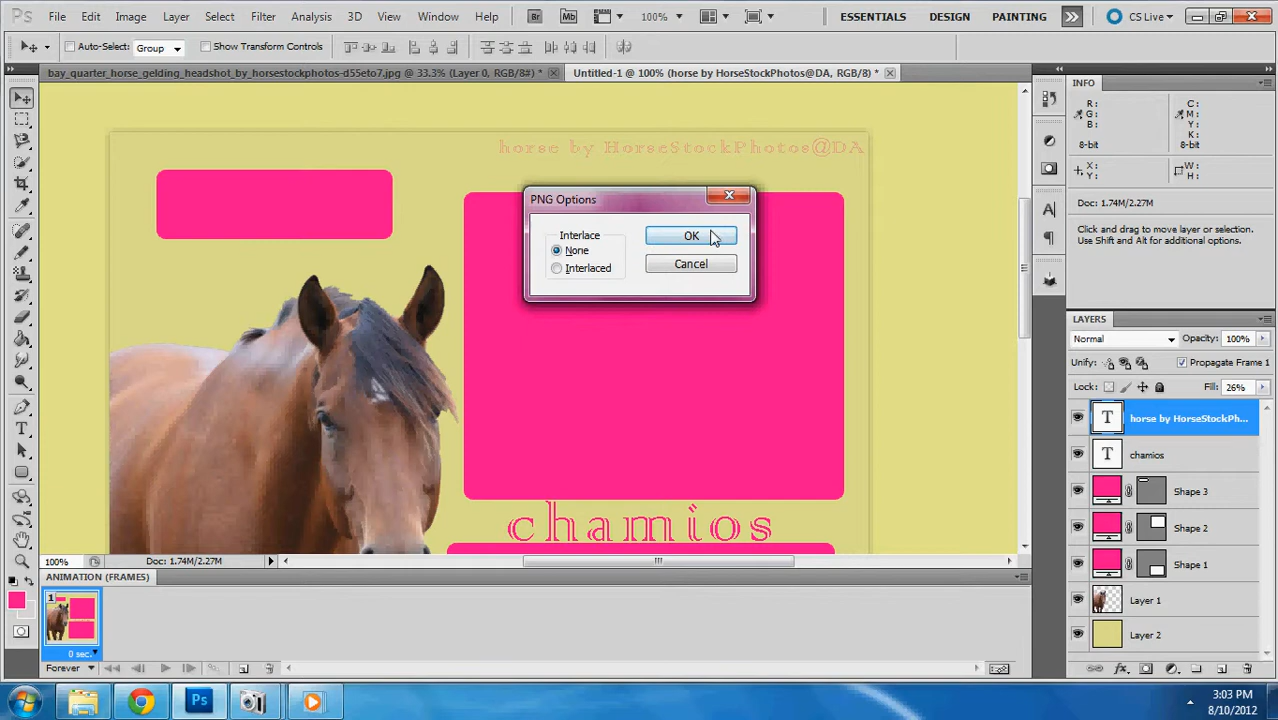 Ps File Edit Image Layer Select Filter Analysis 3D View Window Help Br Mb 100% ESSENTIALS DESIGN PAINTING CS Live
Auto-Select: Group Show Transform Controls
bay_quarter_horse_gelding_headshot_by_horsestockphotos-d55eto7.jpg @ 33.3% (Layer 0, RGB/8#) * Untitled-1 @ 100% (horse by HorseStockPhotos@DA, RGB/8) *
INFO
R: C:
G: M:
B: Y:
K:
8-bit 8-bit
X: W:
Y: H:
Doc: 1.74M/2.27M
Click and drag to move layer or selection.
Use Shift and Alt for additional options.
horse by HorseStockPhotos@DA
PNG Options
Interlace
None
Interlaced
OK
Cancel
chamios
LAYERS
Normal Opacity: 100%
Unify: Propagate Frame 1
Lock: Fill: 26%
T horse by HorseStockPh...
T chamios
Shape 3
Shape 2
Shape 1
Layer 1
Layer 2
100% Doc: 1.74M/2.27M
ANIMATION (FRAMES)
1
0 sec.
Forever
Ps
3:03 PM
8/10/2012